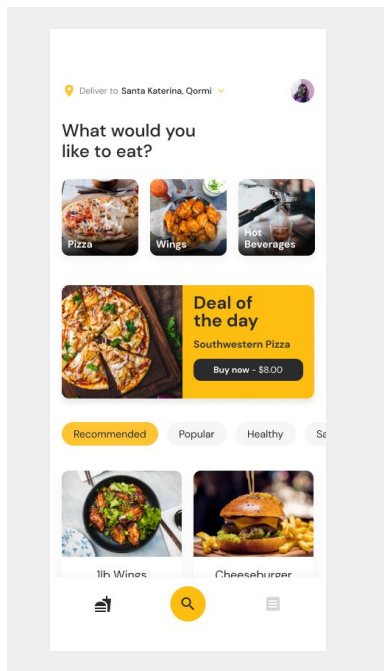 Deliver to Santa Katerina, Qormi
What would you
like to eat?
Pizza
Wings
Hot
Beverages
Deal of
the day
Southwestern Pizza
Buy now - $8.00
Recommended
Popular
Healthy
Sa
1lb Wings
Cheeseburger